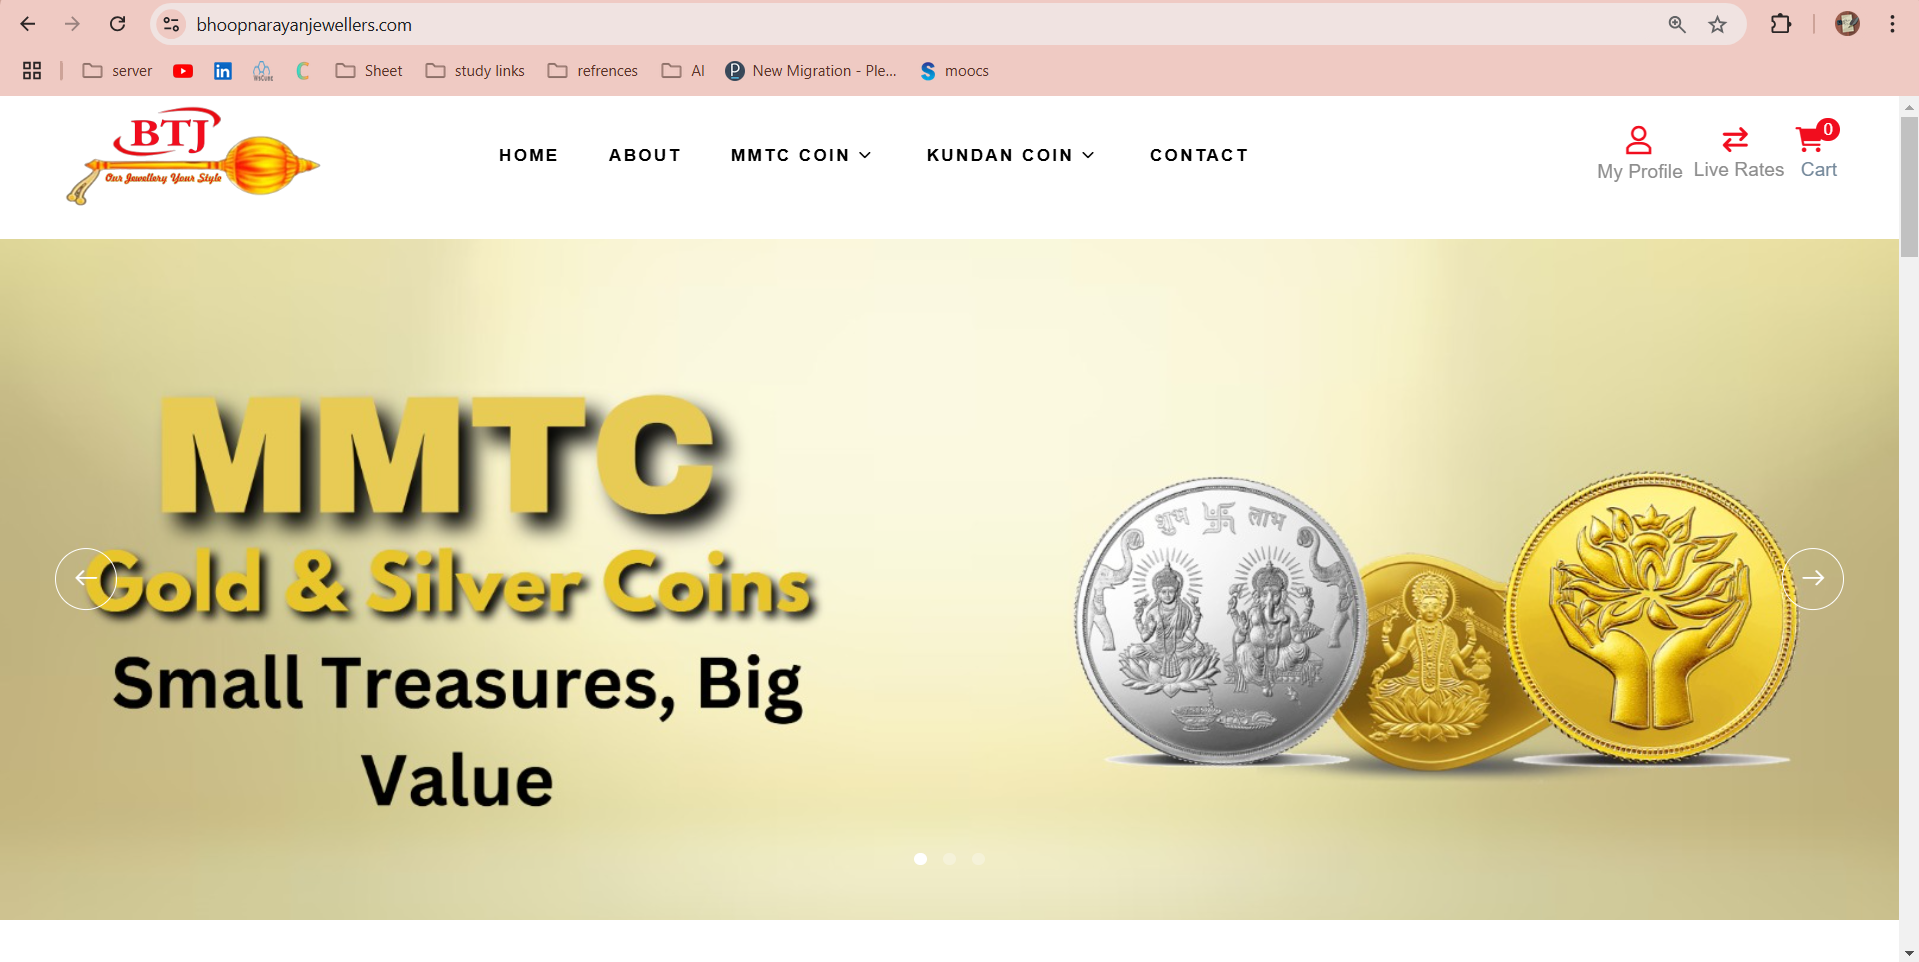 bhoopnarayanjewellers.com
server
Sheet
study links
refrences
AI
New Migration - Ple...
moocs
BTJ
Our Jewellery Your Style
HOME
ABOUT
MMTC COIN
KUNDAN COIN
CONTACT
0
My Profile
Live Rates
Cart
MMTC
Gold & Silver Coins
Small Treasures, Big
Value
शुभ 卐 लाभ